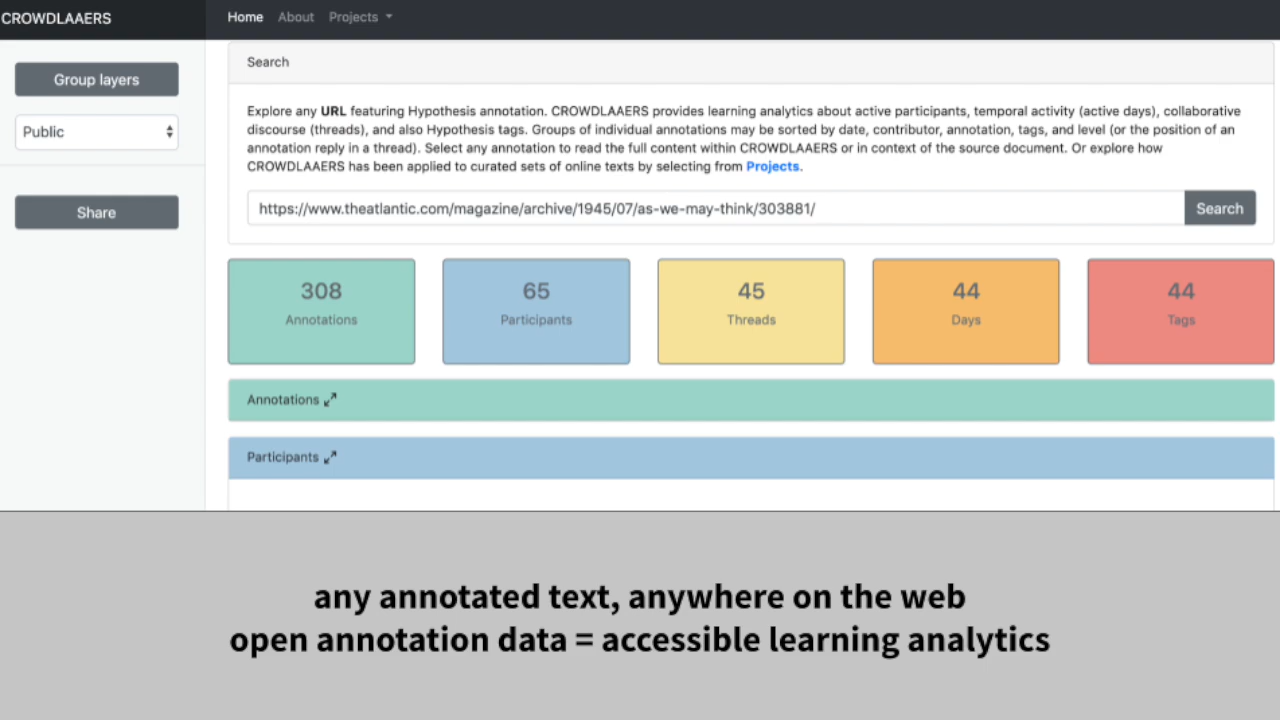 CROWDLAAERS
Home About Projects
Group layers
Public
Share
Search
Explore any URL featuring Hypothesis annotation. CROWDLAAERS provides learning analytics about active participants, temporal activity (active days), collaborative
discourse (threads), and also Hypothesis tags. Groups of individual annotations may be sorted by date, contributor, annotation, tags, and level (or the position of an
annotation reply in a thread). Select any annotation to read the full content within CROWDLAAERS or in context of the source document. Or explore how
CROWDLAAERS has been applied to curated sets of online texts by selecting from Projects.
https://www.theatlantic.com/magazine/archive/1945/07/as-we-may-think/303881/ Search
308
Annotations
65
Participants
45
Threads
44
Days
44
Tags
Annotations
Participants
any annotated text, anywhere on the web
open annotation data = accessible learning analytics